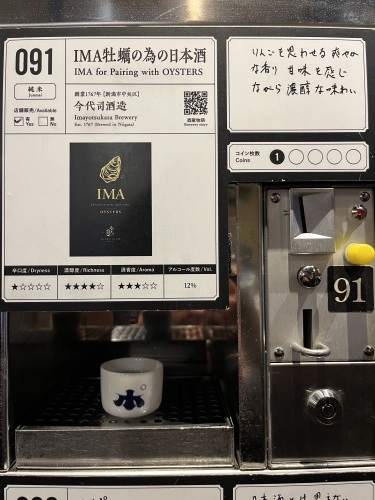 091
純米
Junmai
店舗販売/Available
有 Yes
無 No
IMA牡蠣の為の日本酒
IMA for Pairing with OYSTERS
創業1767年【新潟市中央区】
今代司酒造
Imayotsukasa Brewery
Est. 1767 [Brewed in Niigata]
酒蔵物語
Brewery story
IMA
OYSTERS
辛口度/Dryness
濃醇度/Richness
酒香度/Aroma
アルコール度数/Vol.
★☆☆☆☆
★★★★☆
★★★☆☆
12%
りんごを思わせる爽やか
な香り 甘味を感じ
ながら濃醇な味わい
コイン枚数
Coins
1
91